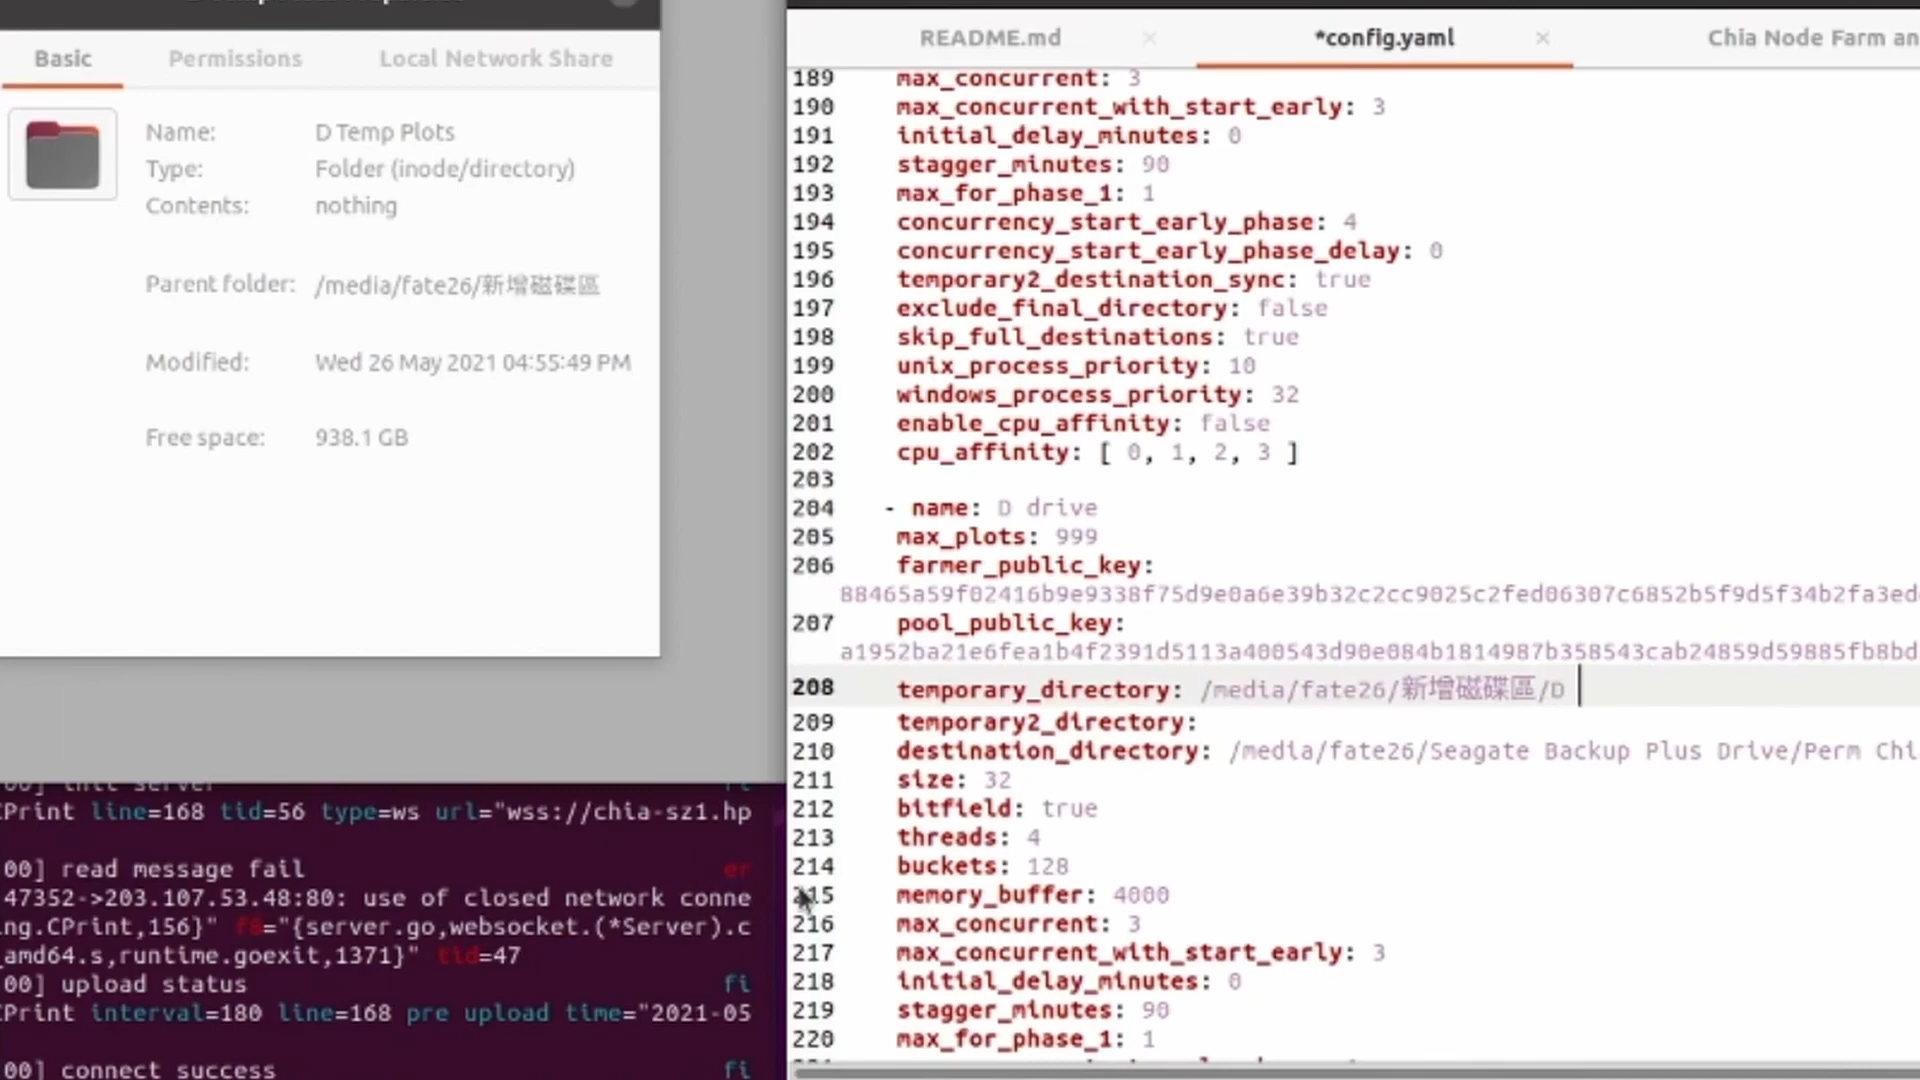 Basic Permissions Local Network Share
Name: D Temp Plots
Type: Folder (inode/directory)
Contents: nothing
Parent folder: /media/fate26/新增磁碟區
Modified: Wed 26 May 2021 04:55:49 PM
Free space: 938.1 GB
README.md × *config.yaml × Chia Node Farm an
189 max_concurrent: 3
190 max_concurrent_with_start_early: 3
191 initial_delay_minutes: 0
192 stagger_minutes: 90
193 max_for_phase_1: 1
194 concurrency_start_early_phase: 4
195 concurrency_start_early_phase_delay: 0
196 temporary2_destination_sync: true
197 exclude_final_directory: false
198 skip_full_destinations: true
199 unix_process_priority: 10
200 windows_process_priority: 32
201 enable_cpu_affinity: false
202 cpu_affinity: [ 0, 1, 2, 3 ]
203
204 - name: D drive
205 max_plots: 999
206 farmer_public_key:
88465a59f02416b9e9338f75d9e0a6e39b32c2cc9025c2fed06307c6852b5f9d5f34b2fa3ed
207 pool_public_key:
a1952ba21e6fea1b4f2391d5113a400543d90e084b1814987b358543cab24859d59885fb8bd
208 temporary_directory: /media/fate26/新增磁碟區/D
209 temporary2_directory:
210 destination_directory: /media/fate26/Seagate Backup Plus Drive/Perm Chi
211 size: 32
212 bitfield: true
213 threads: 4
214 buckets: 128
215 memory_buffer: 4000
216 max_concurrent: 3
217 max_concurrent_with_start_early: 3
218 initial_delay_minutes: 0
219 stagger_minutes: 90
220 max_for_phase_1: 1
00] init server fi
CPrint line=168 tid=56 type=ws url="wss://chia-sz1.hp
00] read message fail er
47352->203.107.53.48:80: use of closed network conne
ng.CPrint,156}" f8="{server.go,websocket.(*Server).c
_amd64.s,runtime.goexit,1371}" tid=47
00] upload status fi
CPrint interval=180 line=168 pre upload time="2021-05
00] connect success fi